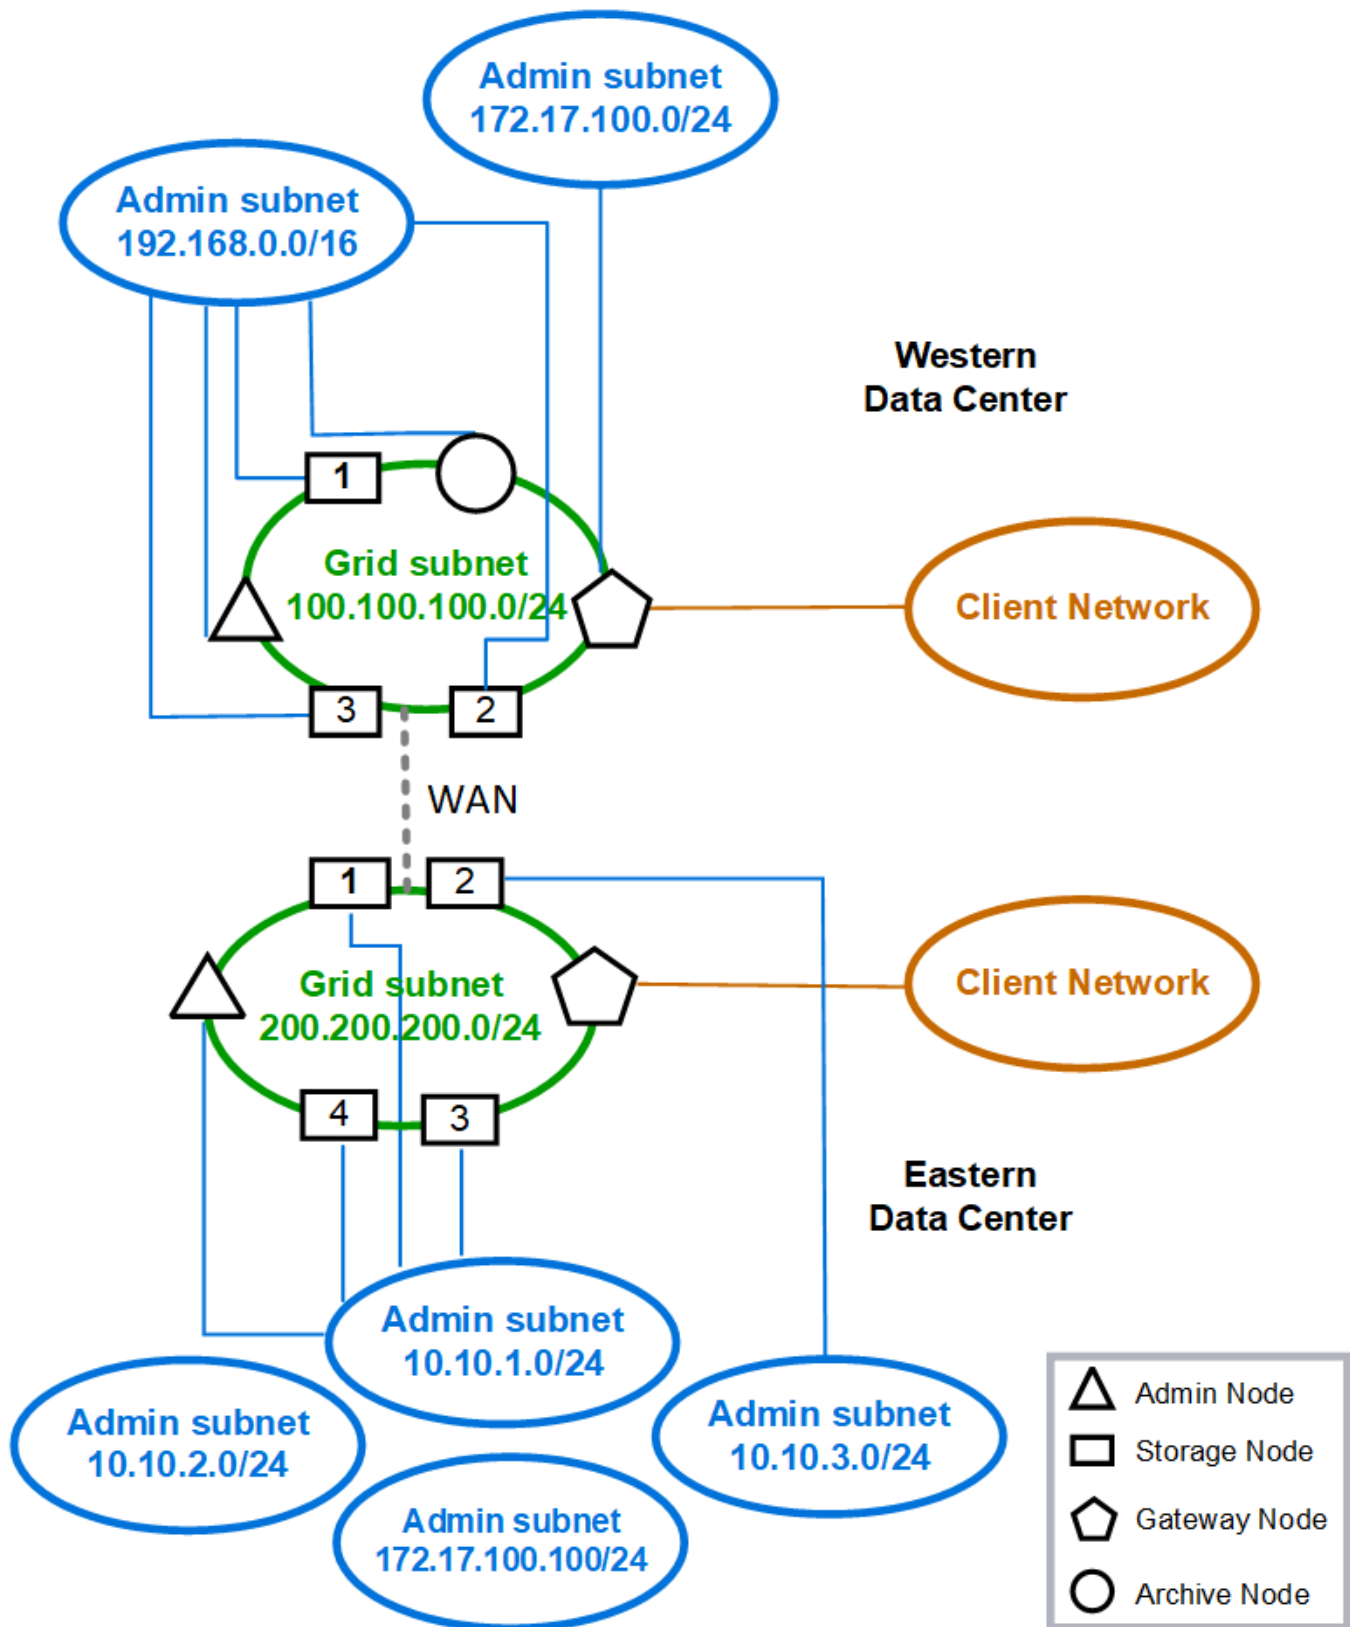 Admin subnet
172.17.100.0/24
Admin subnet
192.168.0.0/16
Western
Data Center
1
Grid subnet
100.100.100.0/24
Client Network
3
2
WAN
1
2
Grid subnet
200.200.200.0/24
Client Network
4
3
Eastern
Data Center
Admin subnet
10.10.1.0/24
Admin subnet
10.10.2.0/24
Admin subnet
10.10.3.0/24
Admin subnet
172.17.100.100/24
Admin Node
Storage Node
Gateway Node
Archive Node